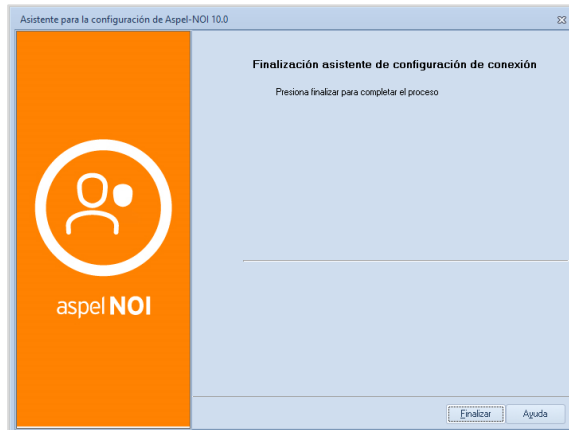 Asistente para la configuración de Aspel-NOI 10.0
Finalización asistente de configuración de conexión
Presiona finalizar para completar el proceso
aspel NOI
Finalizar
Ayuda